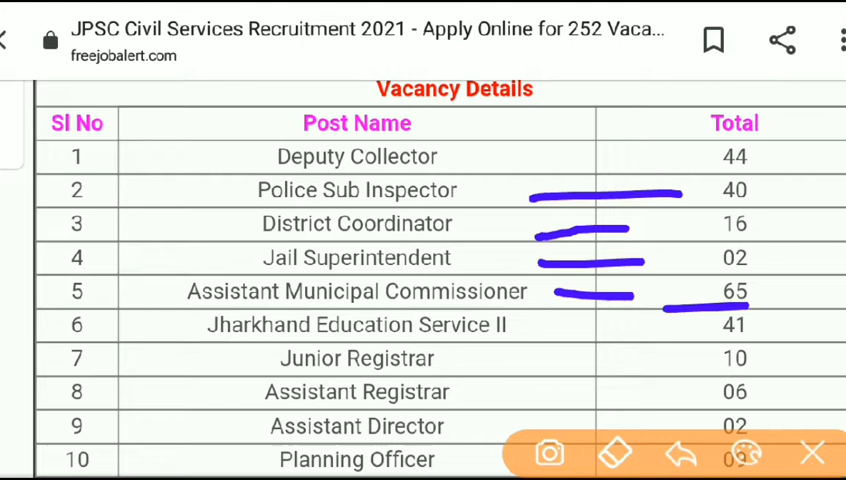 JPSC Civil Services Recruitment 2021 - Apply Online for 252 Vaca...
freejobalert.com
Vacancy Details
Sl No Post Name Total
1 Deputy Collector 44
2 Police Sub Inspector 40
3 District Coordinator 16
4 Jail Superintendent 02
5 Assistant Municipal Commissioner 65
6 Jharkhand Education Service II 41
7 Junior Registrar 10
8 Assistant Registrar 06
9 Assistant Director 02
10 Planning Officer 09